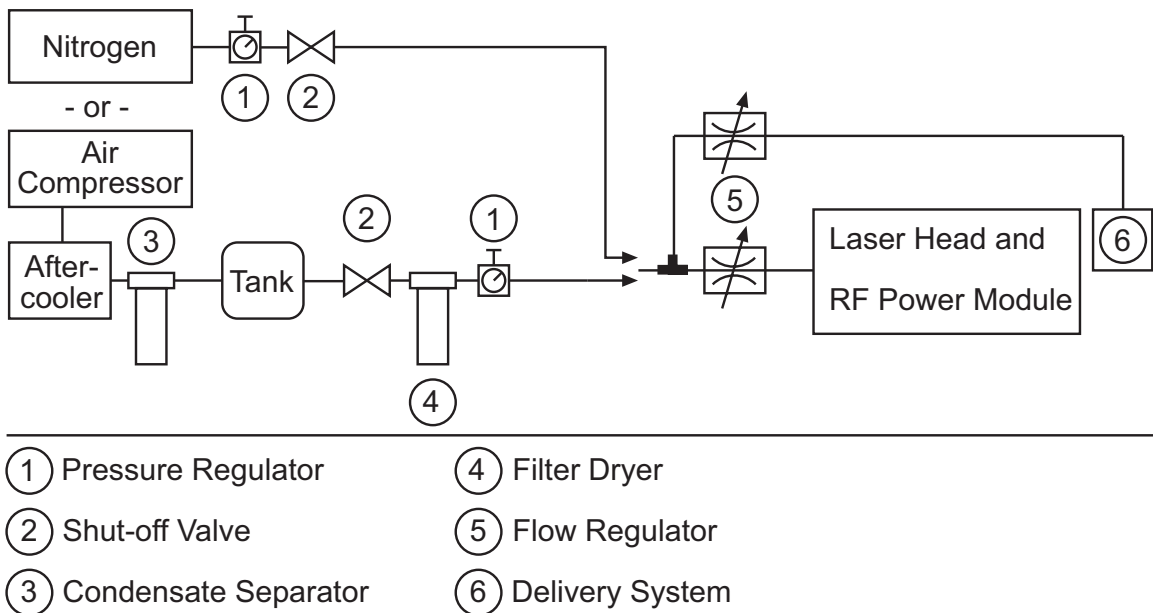 Nitrogen
1
2
- or -
Air
Compressor
2
1
5
3
After-
cooler
Tank
Laser Head and
RF Power Module
6
4
1 Pressure Regulator
4 Filter Dryer
2 Shut-off Valve
5 Flow Regulator
3 Condensate Separator
6 Delivery System